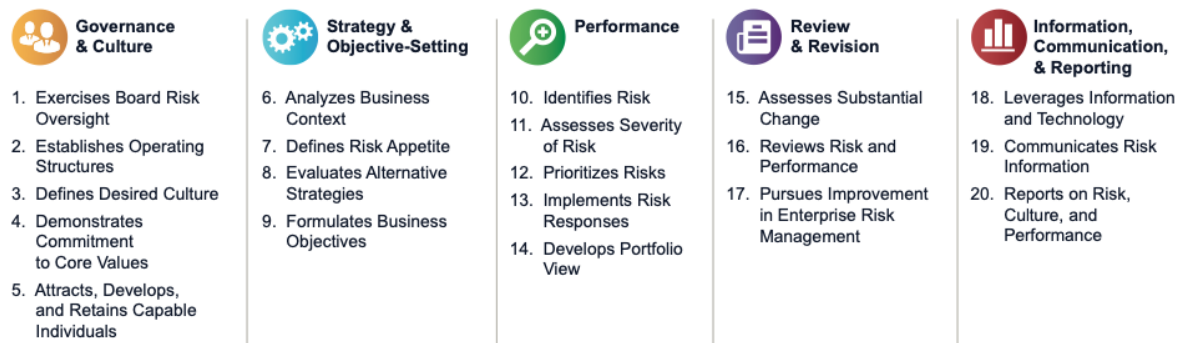 Governance
& Culture
1. Exercises Board Risk
Oversight
2. Establishes Operating
Structures
3. Defines Desired Culture
4. Demonstrates
Commitment
to Core Values
5. Attracts, Develops,
and Retains Capable
Individuals
Strategy &
Objective-Setting
6. Analyzes Business
Context
7. Defines Risk Appetite
8. Evaluates Alternative
Strategies
9. Formulates Business
Objectives
Performance
10. Identifies Risk
11. Assesses Severity
of Risk
12. Prioritizes Risks
13. Implements Risk
Responses
14. Develops Portfolio
View
Review
& Revision
15. Assesses Substantial
Change
16. Reviews Risk and
Performance
17. Pursues Improvement
in Enterprise Risk
Management
Information,
Communication,
& Reporting
18. Leverages Information
and Technology
19. Communicates Risk
Information
20. Reports on Risk,
Culture, and
Performance